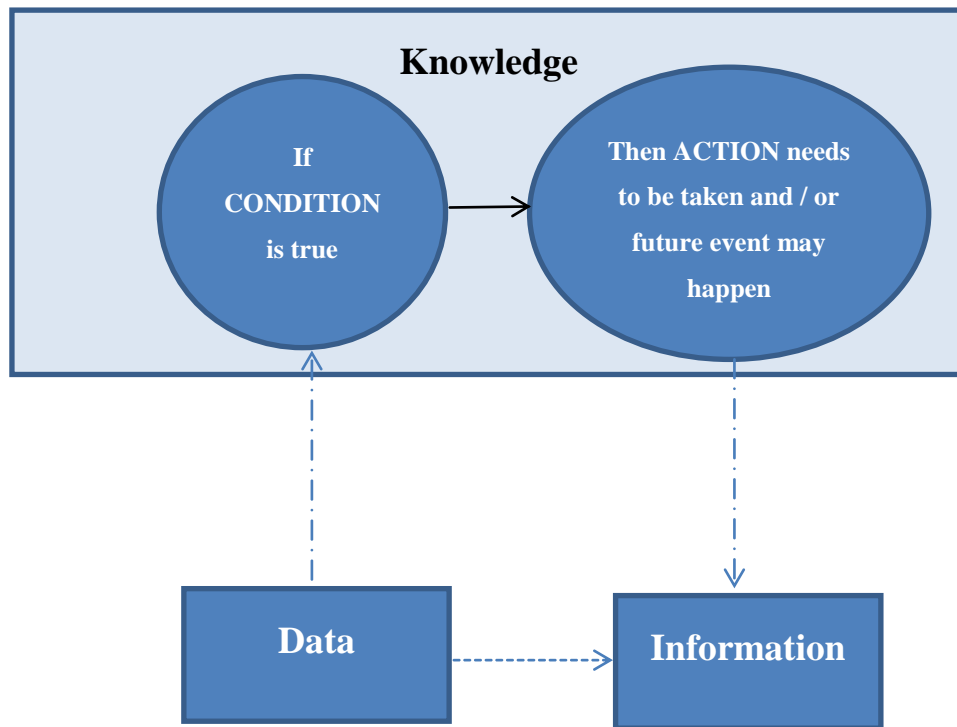 Knowledge
If
CONDITION
is true
Then ACTION needs
to be taken and / or
future event may
happen
Data
Information